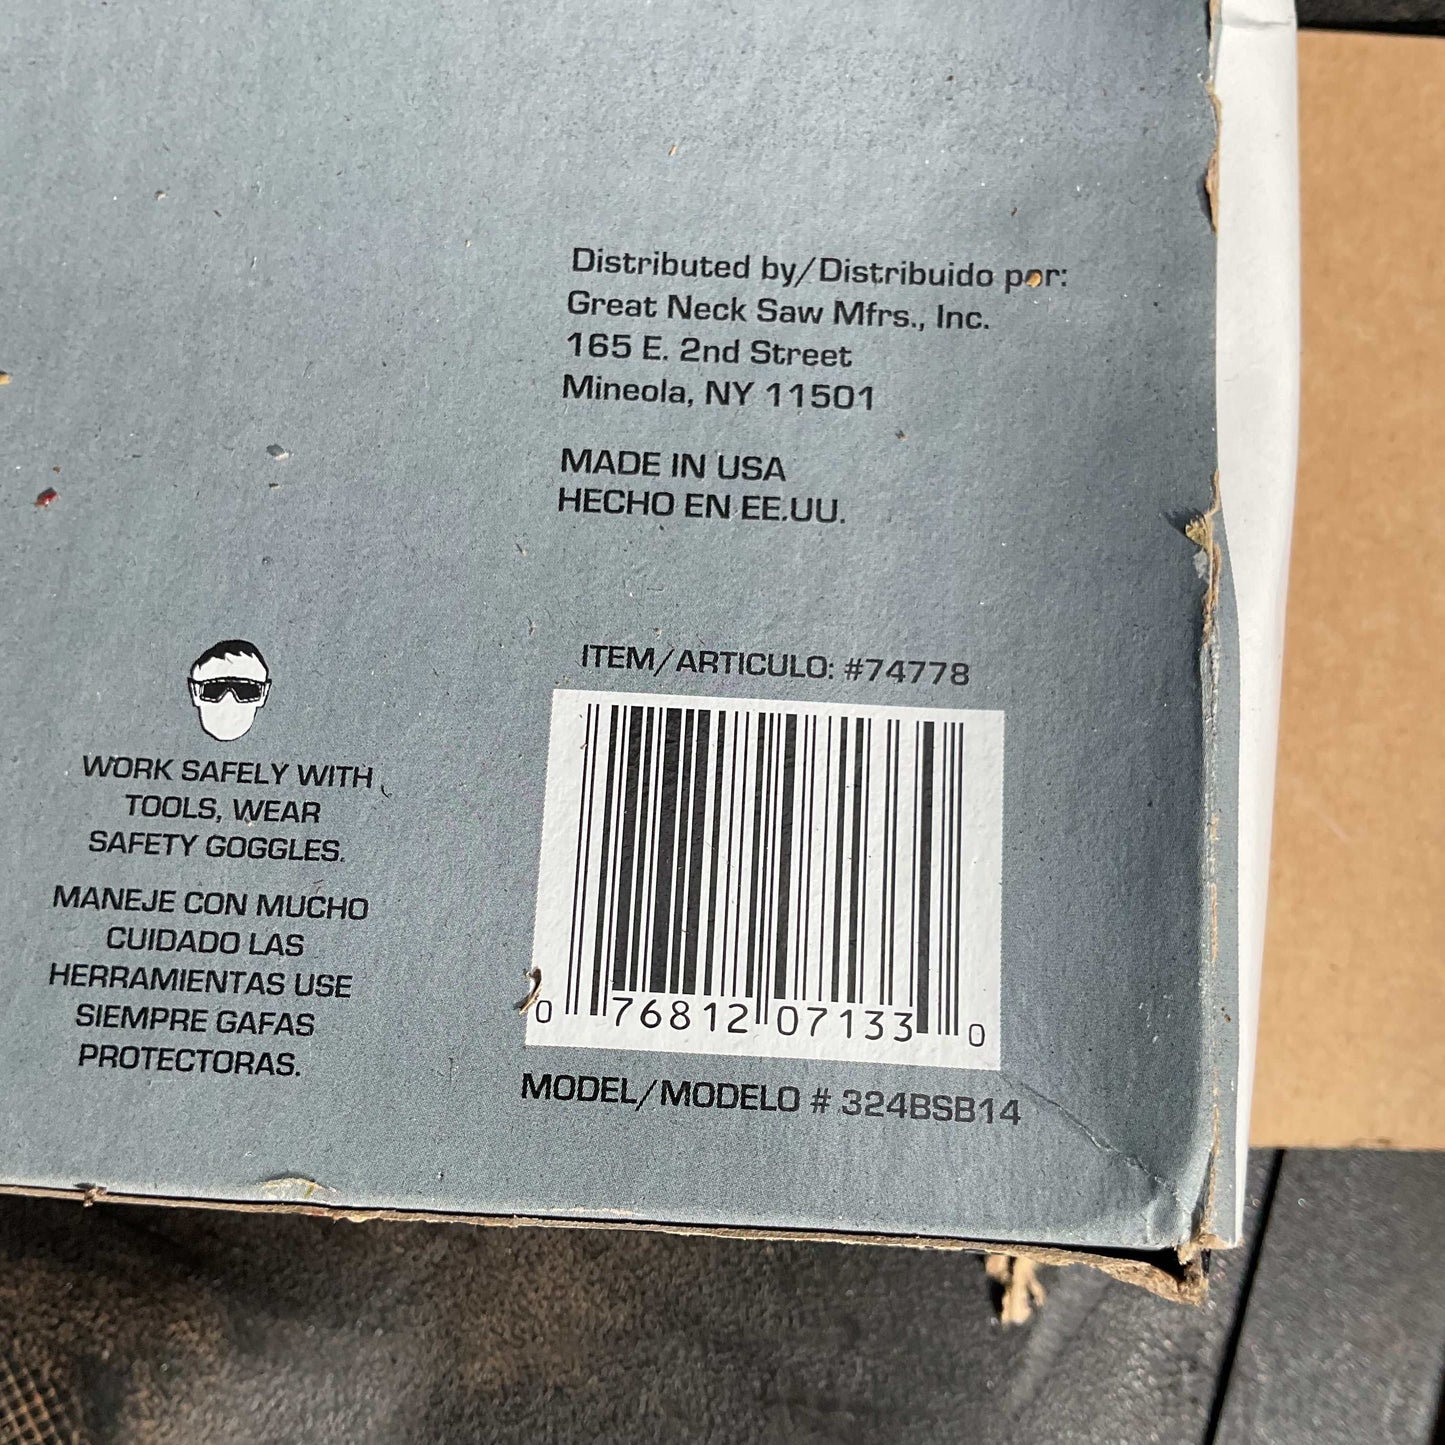 Distributed by/Distribuido por:
Great Neck Saw Mfrs., Inc.
165 E. 2nd Street
Mineola, NY 11501
MADE IN USA
HECHO EN EE.UU.
ITEM/ARTICULO: #74778
0 76812 07133 0
MODEL/MODELO # 324BSB14
WORK SAFELY WITH
TOOLS, WEAR
SAFETY GOGGLES.
MANEJE CON MUCHO
CUIDADO LAS
HERRAMIENTAS USE
SIEMPRE GAFAS
PROTECTORAS.